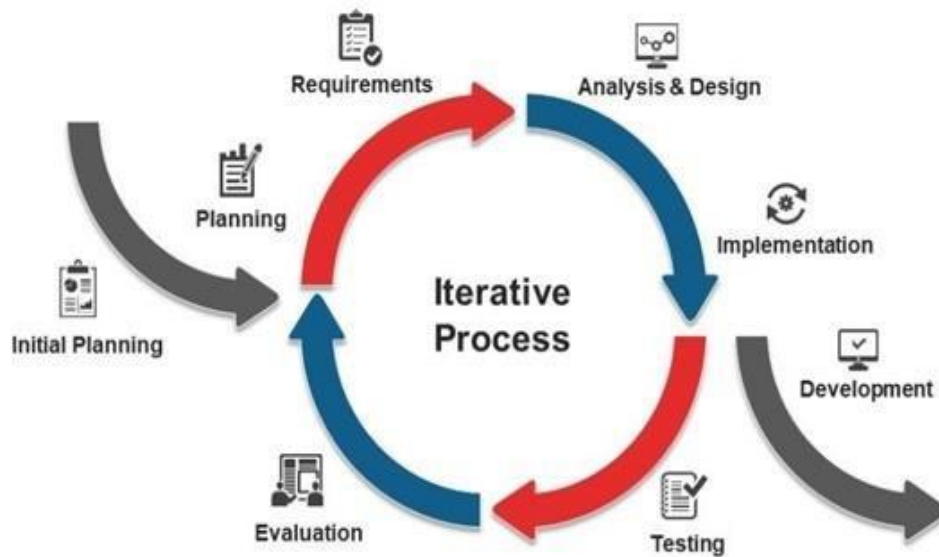 Requirements
Analysis & Design
Planning
Implementation
Iterative
Process
Initial Planning
Development
Evaluation
Testing